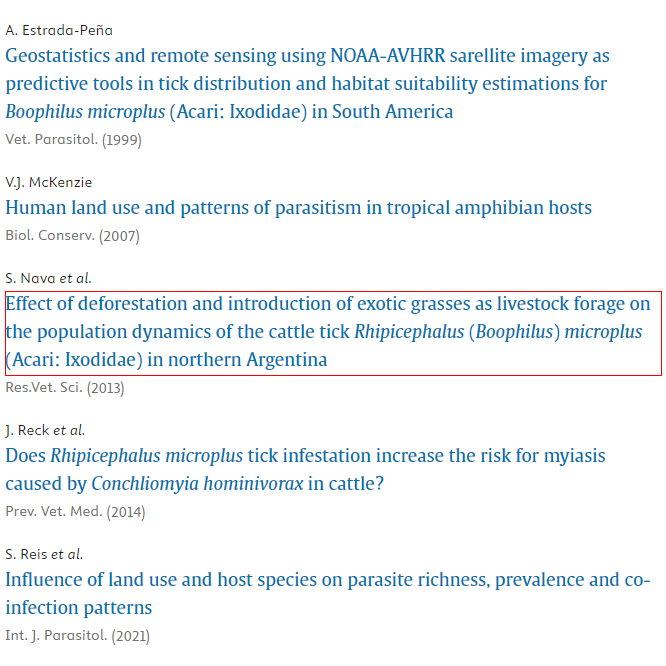 A. Estrada-Peña
Geostatistics and remote sensing using NOAA-AVHRR sarellite imagery as
predictive tools in tick distribution and habitat suitability estimations for
Boophilus microplus (Acari: Ixodidae) in South America
Vet. Parasitol. (1999)
V.J. McKenzie
Human land use and patterns of parasitism in tropical amphibian hosts
Biol. Conserv. (2007)
S. Nava et al.
Effect of deforestation and introduction of exotic grasses as livestock forage on
the population dynamics of the cattle tick Rhipicephalus (Boophilus) microplus
(Acari: Ixodidae) in northern Argentina
Res.Vet. Sci. (2013)
J. Reck et al.
Does Rhipicephalus microplus tick infestation increase the risk for myiasis
caused by Conchliomyia hominivorax in cattle?
Prev. Vet. Med. (2014)
S. Reis et al.
Influence of land use and host species on parasite richness, prevalence and co-
infection patterns
Int. J. Parasitol. (2021)